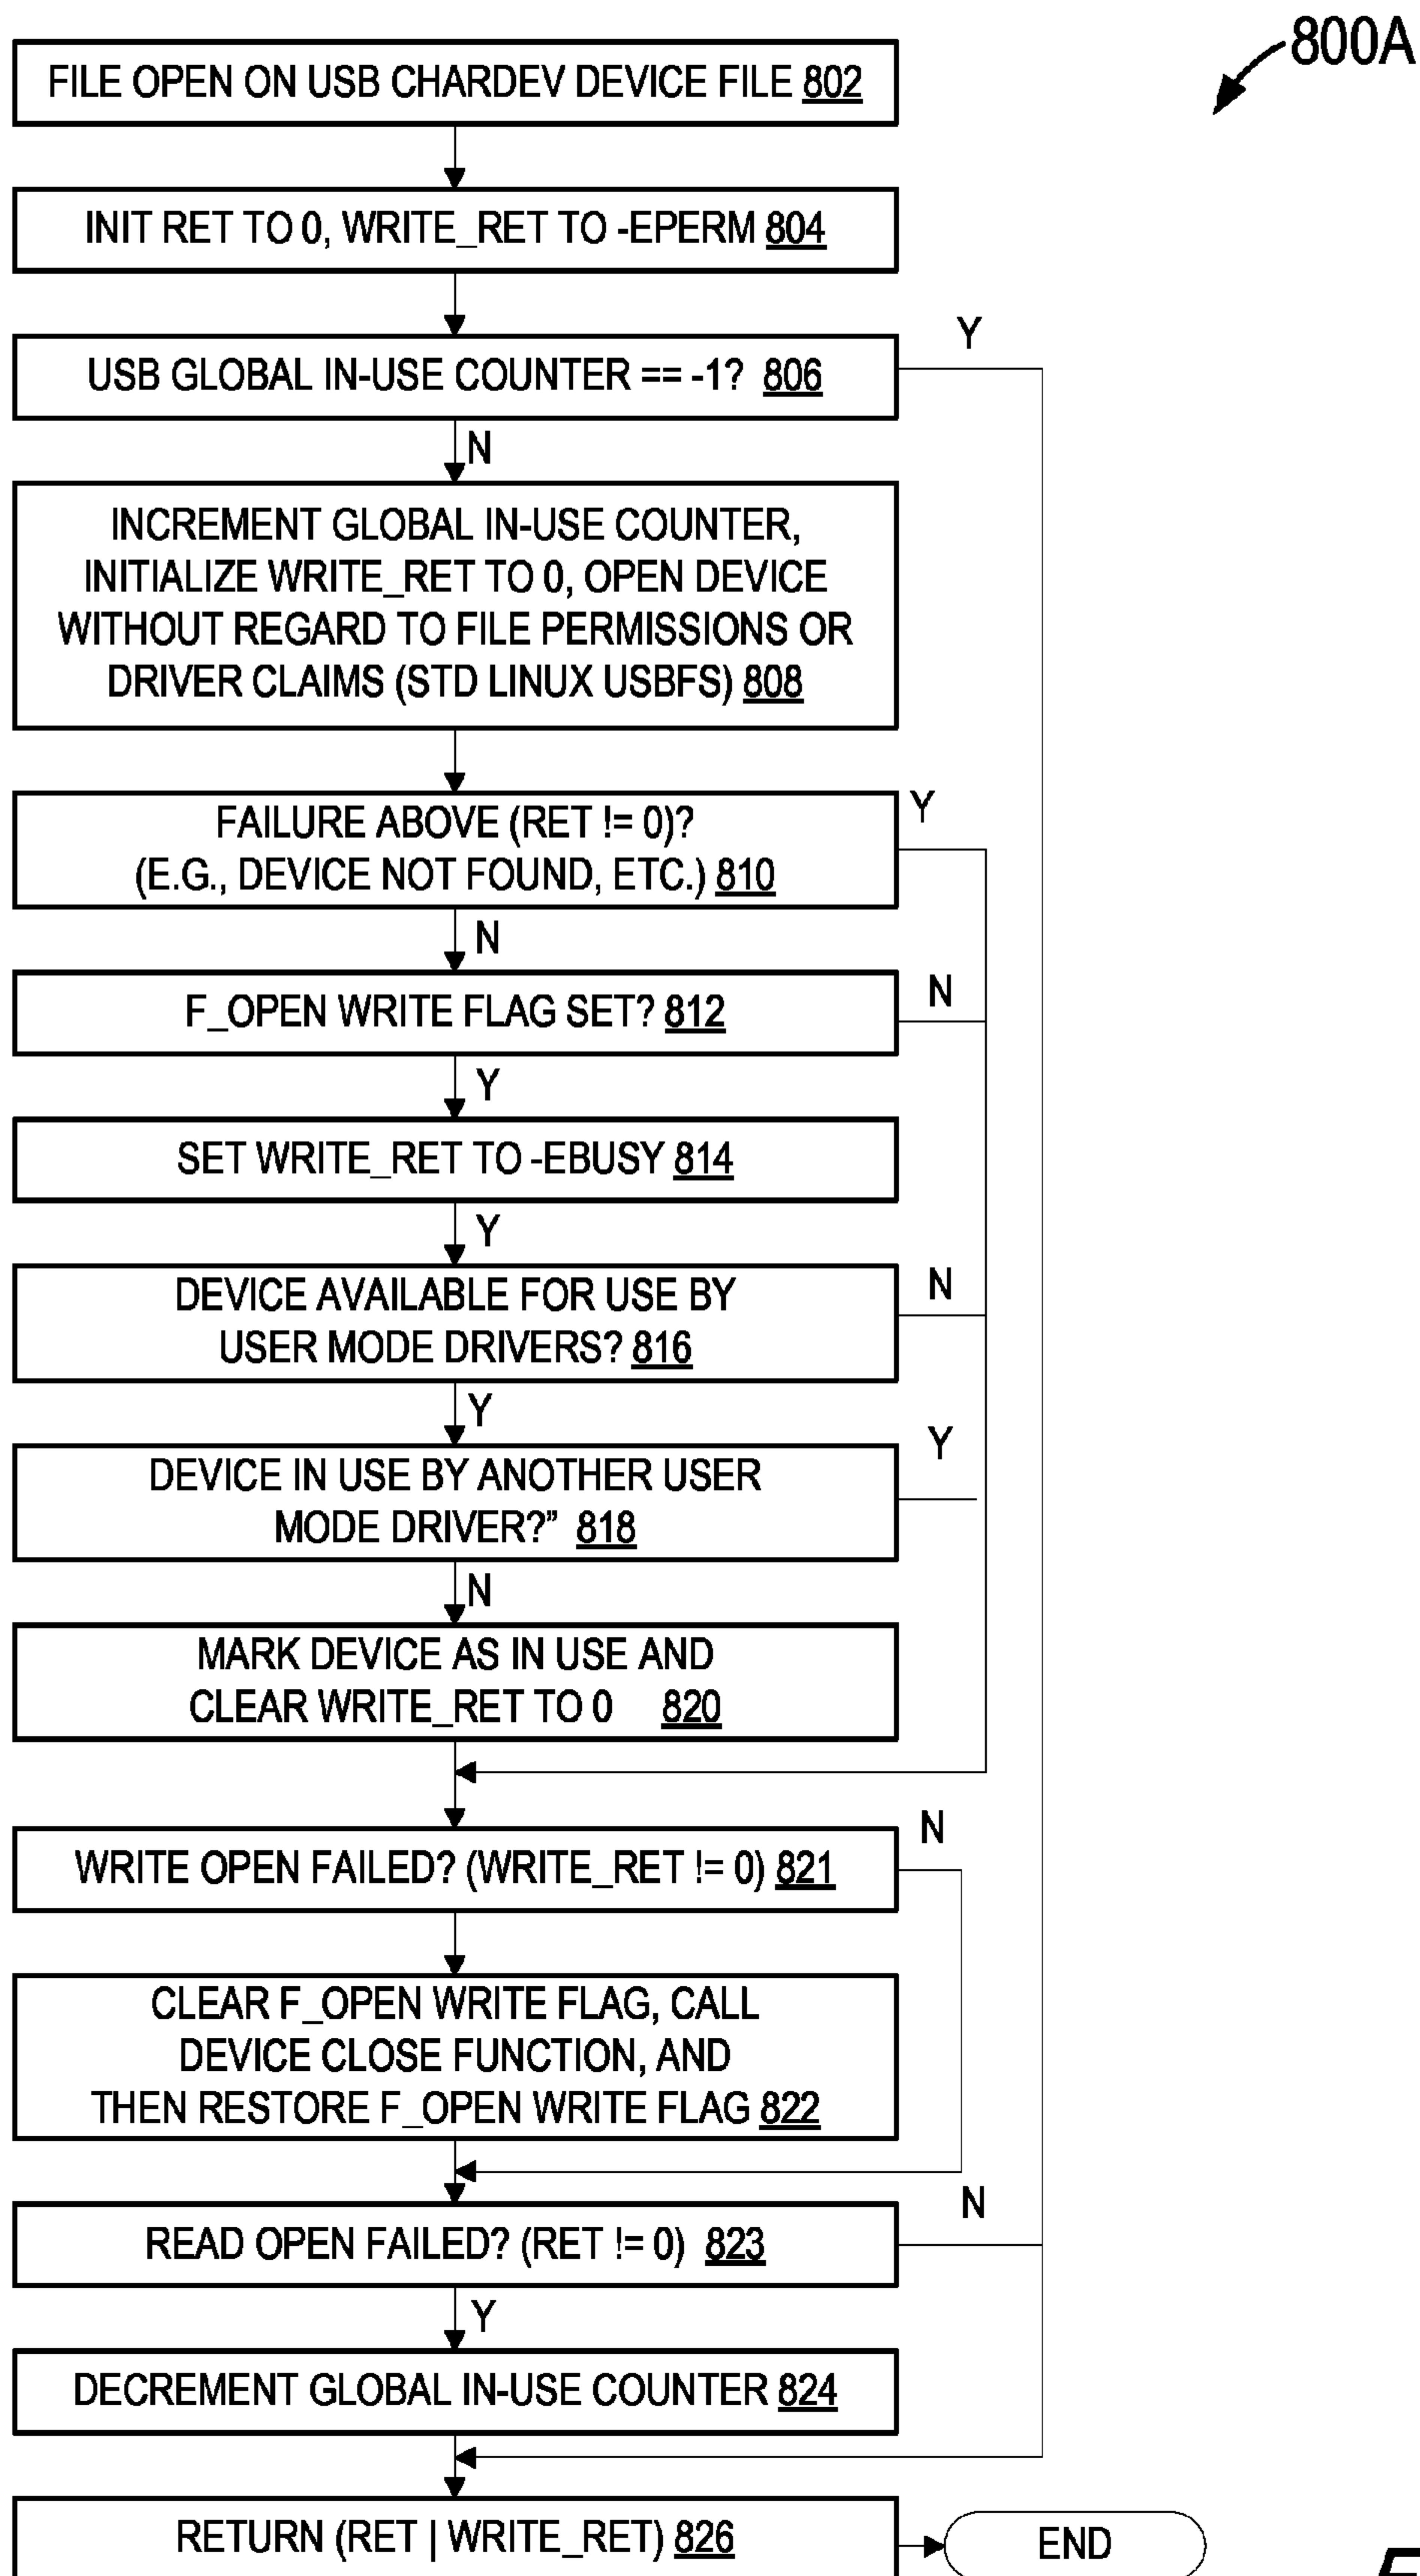 800A
FILE OPEN ON USB CHARDEV DEVICE FILE 802
INIT RET TO 0, WRITE_RET TO -EPERM 804
USB GLOBAL IN-USE COUNTER == -1? 806
Y
N
INCREMENT GLOBAL IN-USE COUNTER,
INITIALIZE WRITE_RET TO 0, OPEN DEVICE
WITHOUT REGARD TO FILE PERMISSIONS OR
DRIVER CLAIMS (STD LINUX USBFS) 808
FAILURE ABOVE (RET != 0)?
(E.G., DEVICE NOT FOUND, ETC.) 810
Y
N
F_OPEN WRITE FLAG SET? 812
N
Y
SET WRITE_RET TO -EBUSY 814
Y
DEVICE AVAILABLE FOR USE BY
USER MODE DRIVERS? 816
N
Y
DEVICE IN USE BY ANOTHER USER
MODE DRIVER?” 818
Y
N
MARK DEVICE AS IN USE AND
CLEAR WRITE_RET TO 0 820
WRITE OPEN FAILED? (WRITE_RET != 0) 821
N
CLEAR F_OPEN WRITE FLAG, CALL
DEVICE CLOSE FUNCTION, AND
THEN RESTORE F_OPEN WRITE FLAG 822
READ OPEN FAILED? (RET != 0) 823
N
Y
DECREMENT GLOBAL IN-USE COUNTER 824
RETURN (RET | WRITE_RET) 826
END